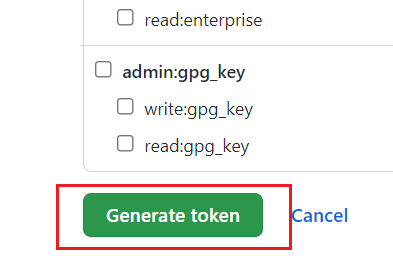 read:enterprise
admin:gpg_key
write:gpg_key
read:gpg_key
Generate token Cancel